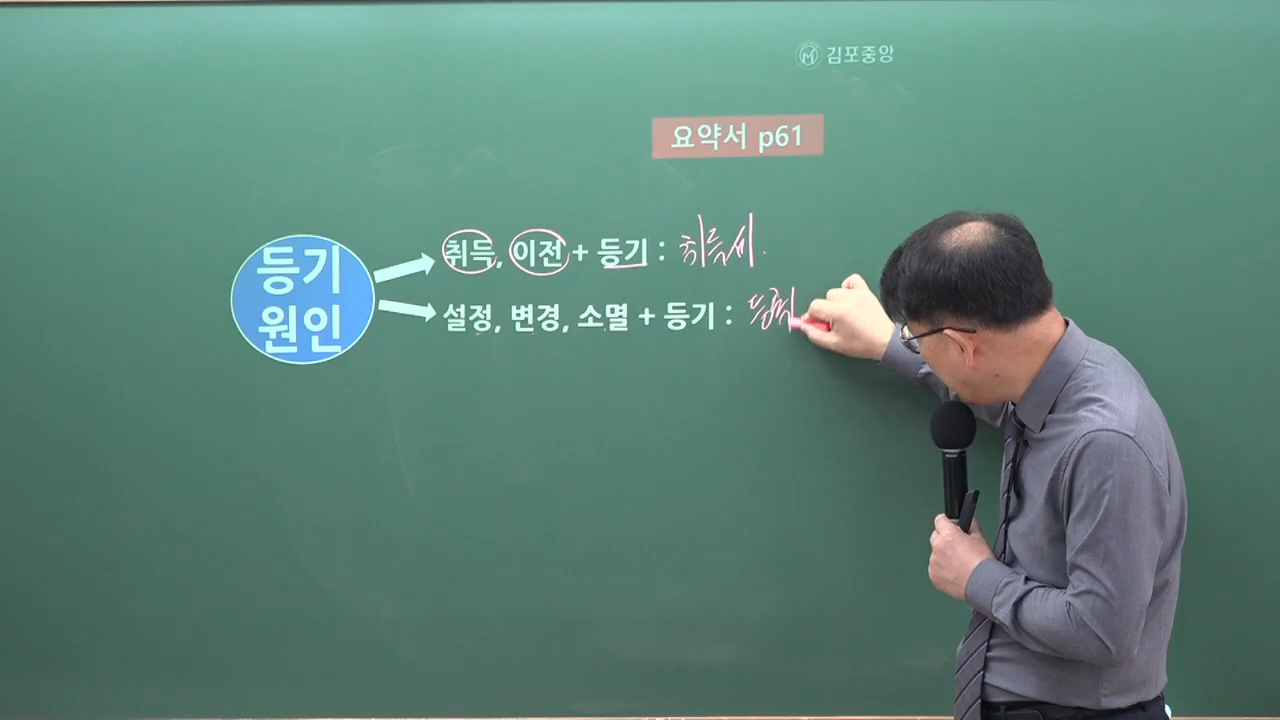 김포중앙
요약서 p61
등기
원인
취득, 이전 + 등기 : 취득세.
설정, 변경, 소멸 + 등기 :